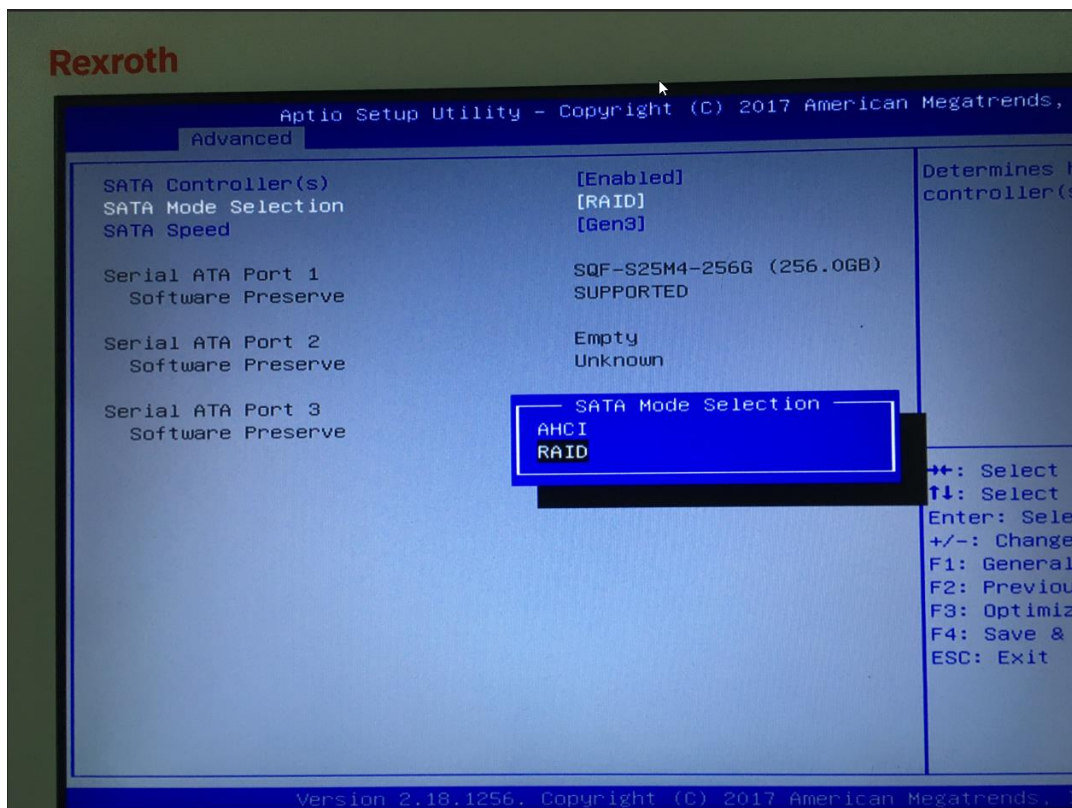 Rexroth
Aptio Setup Utility – Copyright (C) 2017 American Megatrends,
Advanced
SATA Controller(s) [Enabled]
SATA Mode Selection [RAID]
SATA Speed [Gen3]
Serial ATA Port 1 SQF-S25M4-256G (256.0GB)
Software Preserve SUPPORTED
Serial ATA Port 2 Empty
Software Preserve Unknown
Serial ATA Port 3
Software Preserve
SATA Mode Selection
AHCI
RAID
Determines
controller(s
→←: Select
↑↓: Select
Enter: Sele
+/-: Change
F1: General
F2: Previou
F3: Optimiz
F4: Save &
ESC: Exit
Version 2.18.1256. Copyright (C) 2017 American Megatrends,